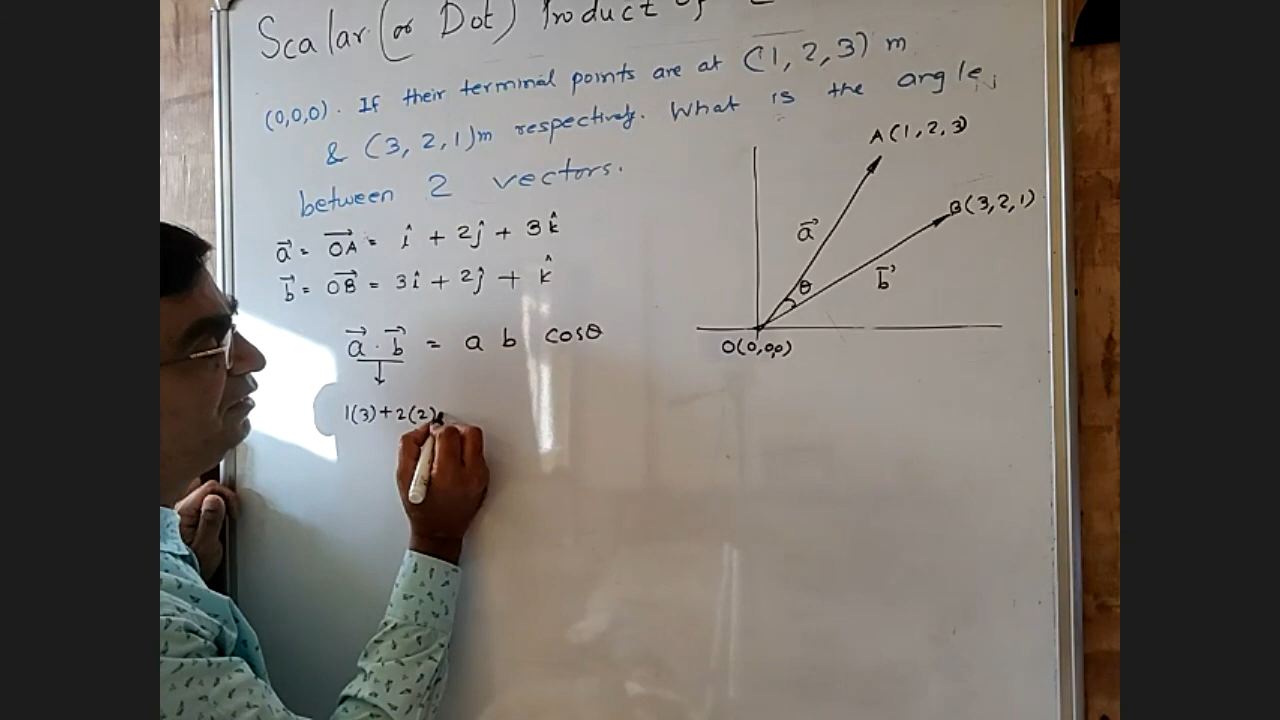 Scalar (or Dot) Product of
(0,0,0). If their terminal points are at (1, 2, 3) m
& (3, 2, 1)m respectively. What is the angle
between 2 vectors.
a⃗ = OA⃗ = î + 2ĵ + 3k̂
b⃗ = OB⃗ = 3î + 2ĵ + k̂
a⃗ . b⃗ = a b cosθ
1(3)+2(2)
A(1, 2, 3)
B(3, 2, 1)
a⃗
θ
b⃗
O(0,0,0)